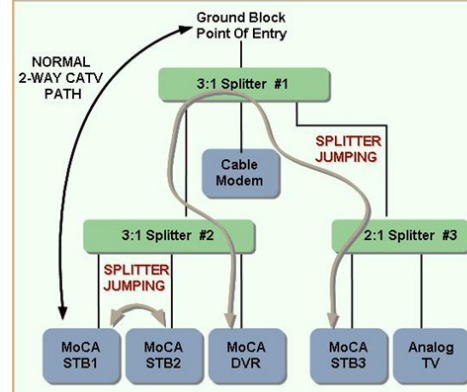 Ground Block
Point Of Entry
NORMAL
2-WAY CATV
PATH
3:1 Splitter #1
SPLITTER
JUMPING
Cable
Modem
3:1 Splitter #2
2:1 Splitter #3
SPLITTER
JUMPING
MoCA
STB1
MoCA
STB2
MoCA
DVR
MoCA
STB3
Analog
TV